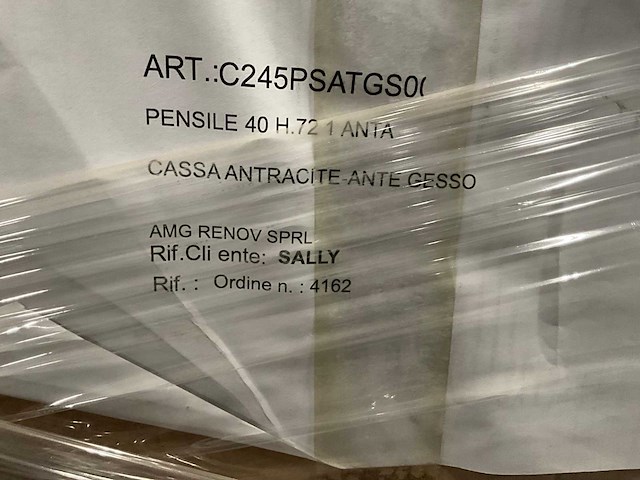 ART.:C245PSATGS0(
PENSILE 40 H.72 1 ANTA
CASSA ANTRACITE-ANTE GESSO
AMG RENOV SPRL
Rif.Cli ente: SALLY
Rif. : Ordine n. : 4162